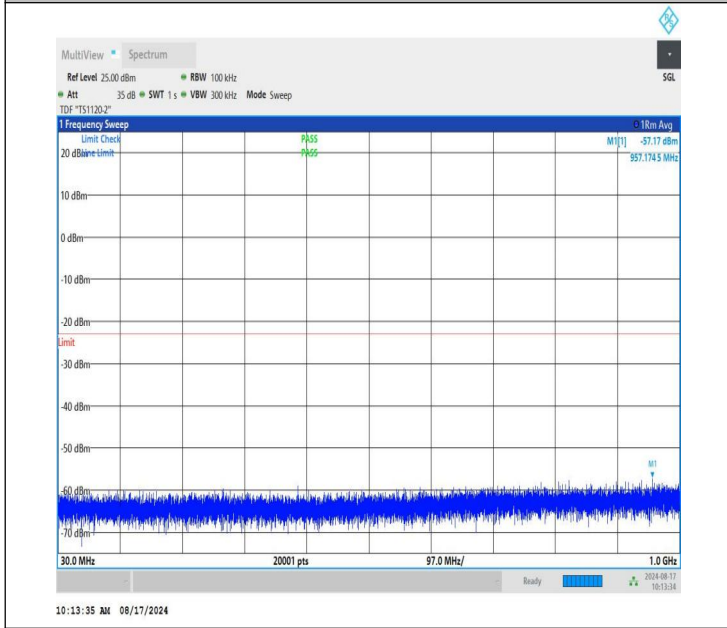 MultiView Spectrum
Ref Level 25.00 dBm RBW 100 kHz SGL
Att 35 dB SWT 1 s VBW 300 kHz Mode Sweep
TDF "TS1120-2"
1 Frequency Sweep 1Rm Avg
Limit Check PASS M1[1] -57.17 dBm
20 dBm Line Limit PASS 957.174 5 MHz
10 dBm
0 dBm
-10 dBm
-20 dBm
Limit
-30 dBm
-40 dBm
-50 dBm
M1
-60 dBm
-70 dBm
30.0 MHz 20001 pts 97.0 MHz/ 1.0 GHz
Ready 2024-08-17
10:13:34
10:13:35 AM 08/17/2024